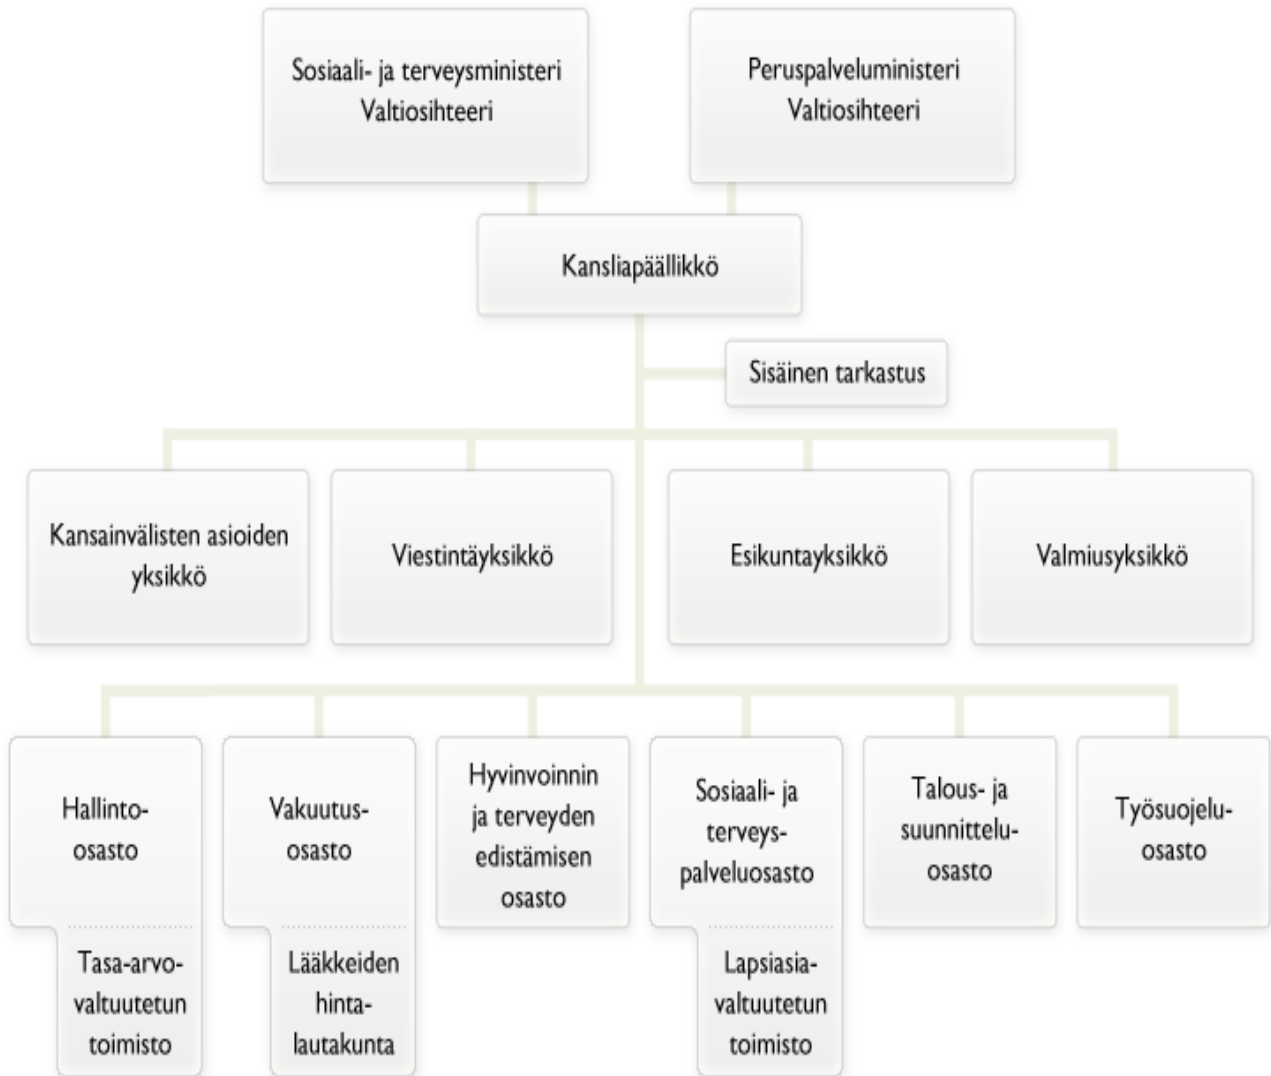 Sosiaali- ja terveysministeri
Valtiosihteeri
Peruspalveluministeri
Valtiosihteeri
Kansliapäällikkö
Sisäinen tarkastus
Kansainvälisten asioiden
yksikkö
Viestintäyksikkö
Esikuntayksikkö
Valmiusyksikkö
Hallinto-
osasto
Tasa-arvo-
valtuutetun
toimisto
Vakuutus-
osasto
Lääkkeiden
hinta-
lautakunta
Hyvinvoinnin
ja terveyden
edistämisen
osasto
Sosiaali- ja
terveys-
palveluosasto
Lapsiasia-
valtuutetun
toimisto
Talous- ja
suunnittelu-
osasto
Työsuojelu-
osasto